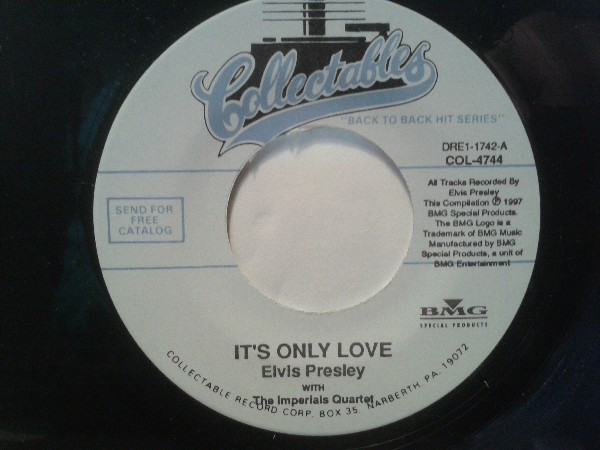 Collectables
"BACK TO BACK HIT SERIES"
DRE1-1742-A
COL-4744
SEND FOR
FREE
CATALOG
All Tracks Recorded By
Elvis Presley
This Compilation ℗ 1997
BMG Special Products.
The BMG Logo is a
Trademark of BMG Music
Manufactured by BMG
Special Products, a unit of
BMG Entertainment
BMG
SPECIAL PRODUCTS
IT'S ONLY LOVE
Elvis Presley
WITH
The Imperials Quartet
COLLECTABLE RECORD CORP. BOX 35, NARBERTH, PA. 19072